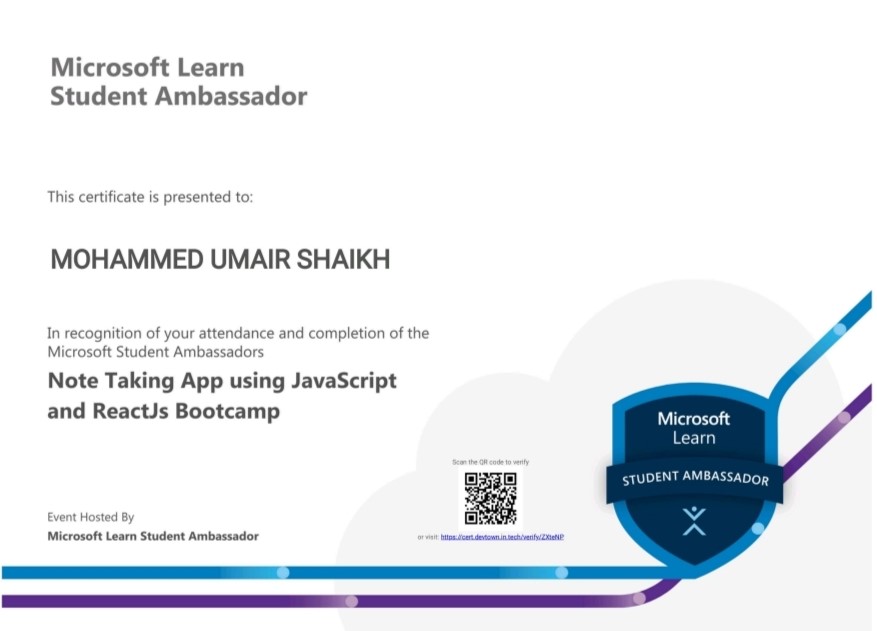 Microsoft Learn
Student Ambassador
This certificate is presented to:
MOHAMMED UMAIR SHAIKH
In recognition of your attendance and completion of the
Microsoft Student Ambassadors
Note Taking App using JavaScript
and ReactJs Bootcamp
Scan the QR code to verify
or visit: https://cert.devtown.in.tech/verify/ZXteNP
Event Hosted By
Microsoft Learn Student Ambassador
Microsoft
Learn
STUDENT AMBASSADOR